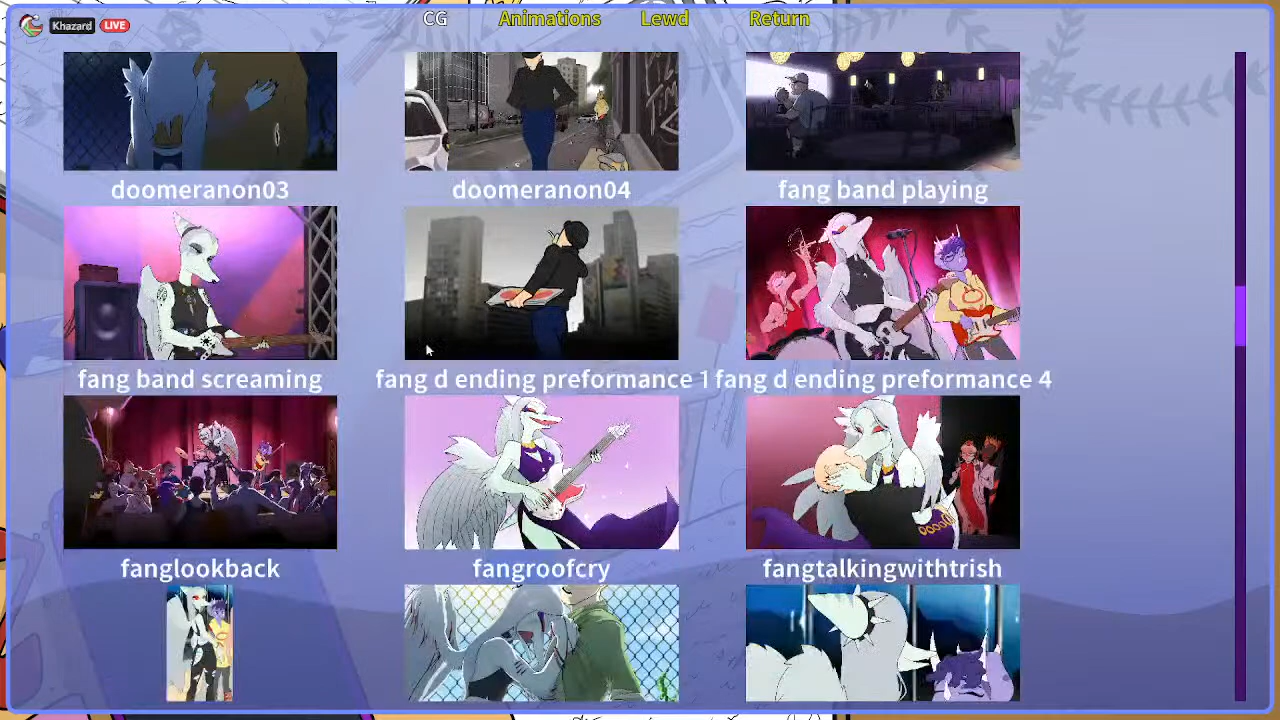 Khazard LIVE
CG Animations Lewd Return
doomeranon03 doomeranon04 fang band playing
fang band screaming fang d ending preformance 1 fang d ending preformance 4
fanglookback fangroofcry fangtalkingwithtrish